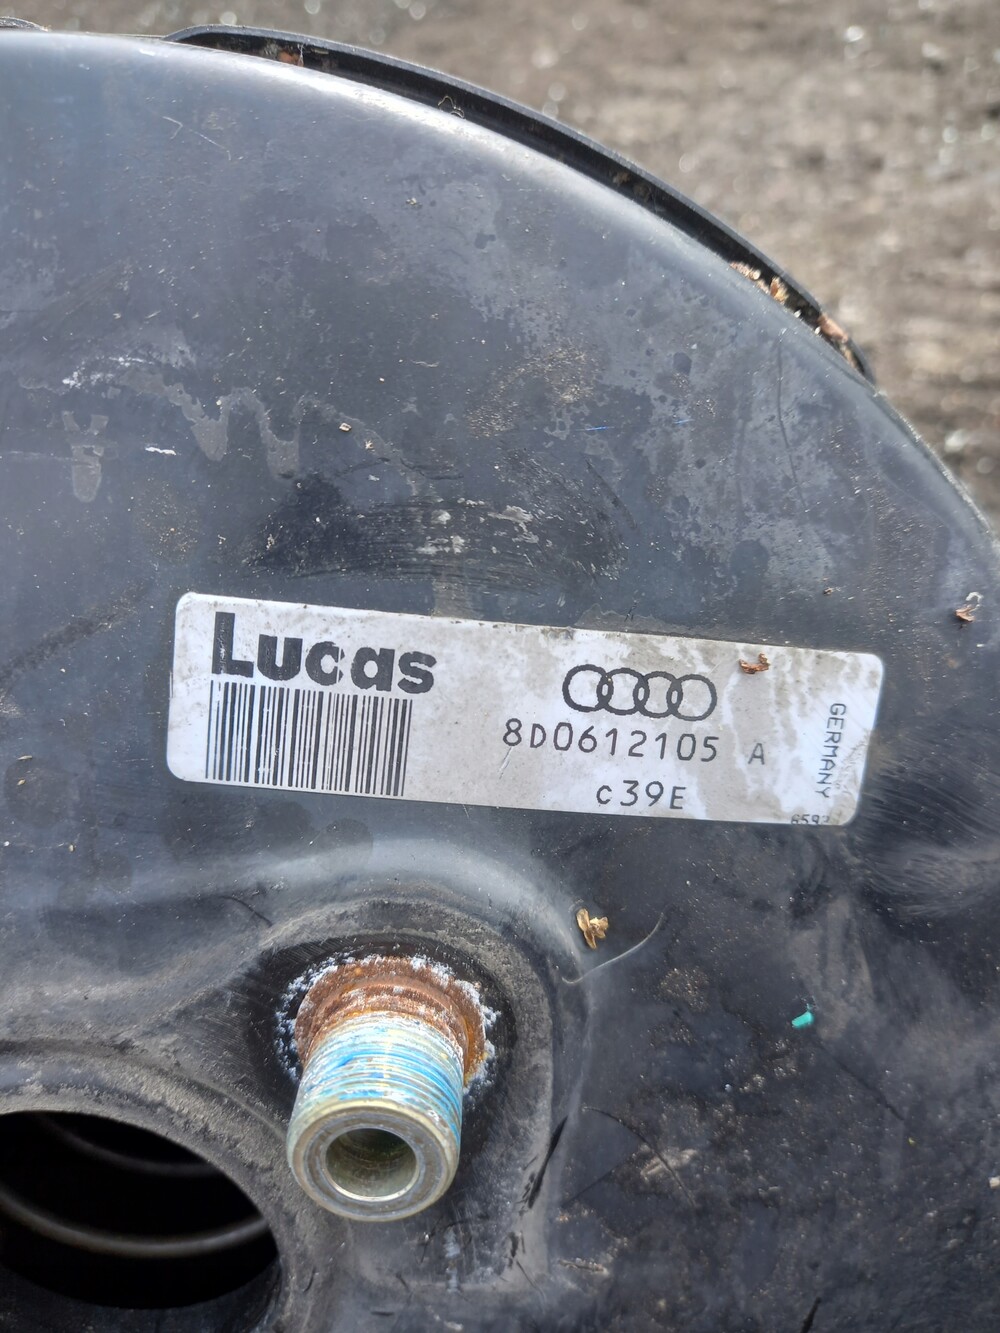 Lucas
8D0612105 A
c39E
GERMANY